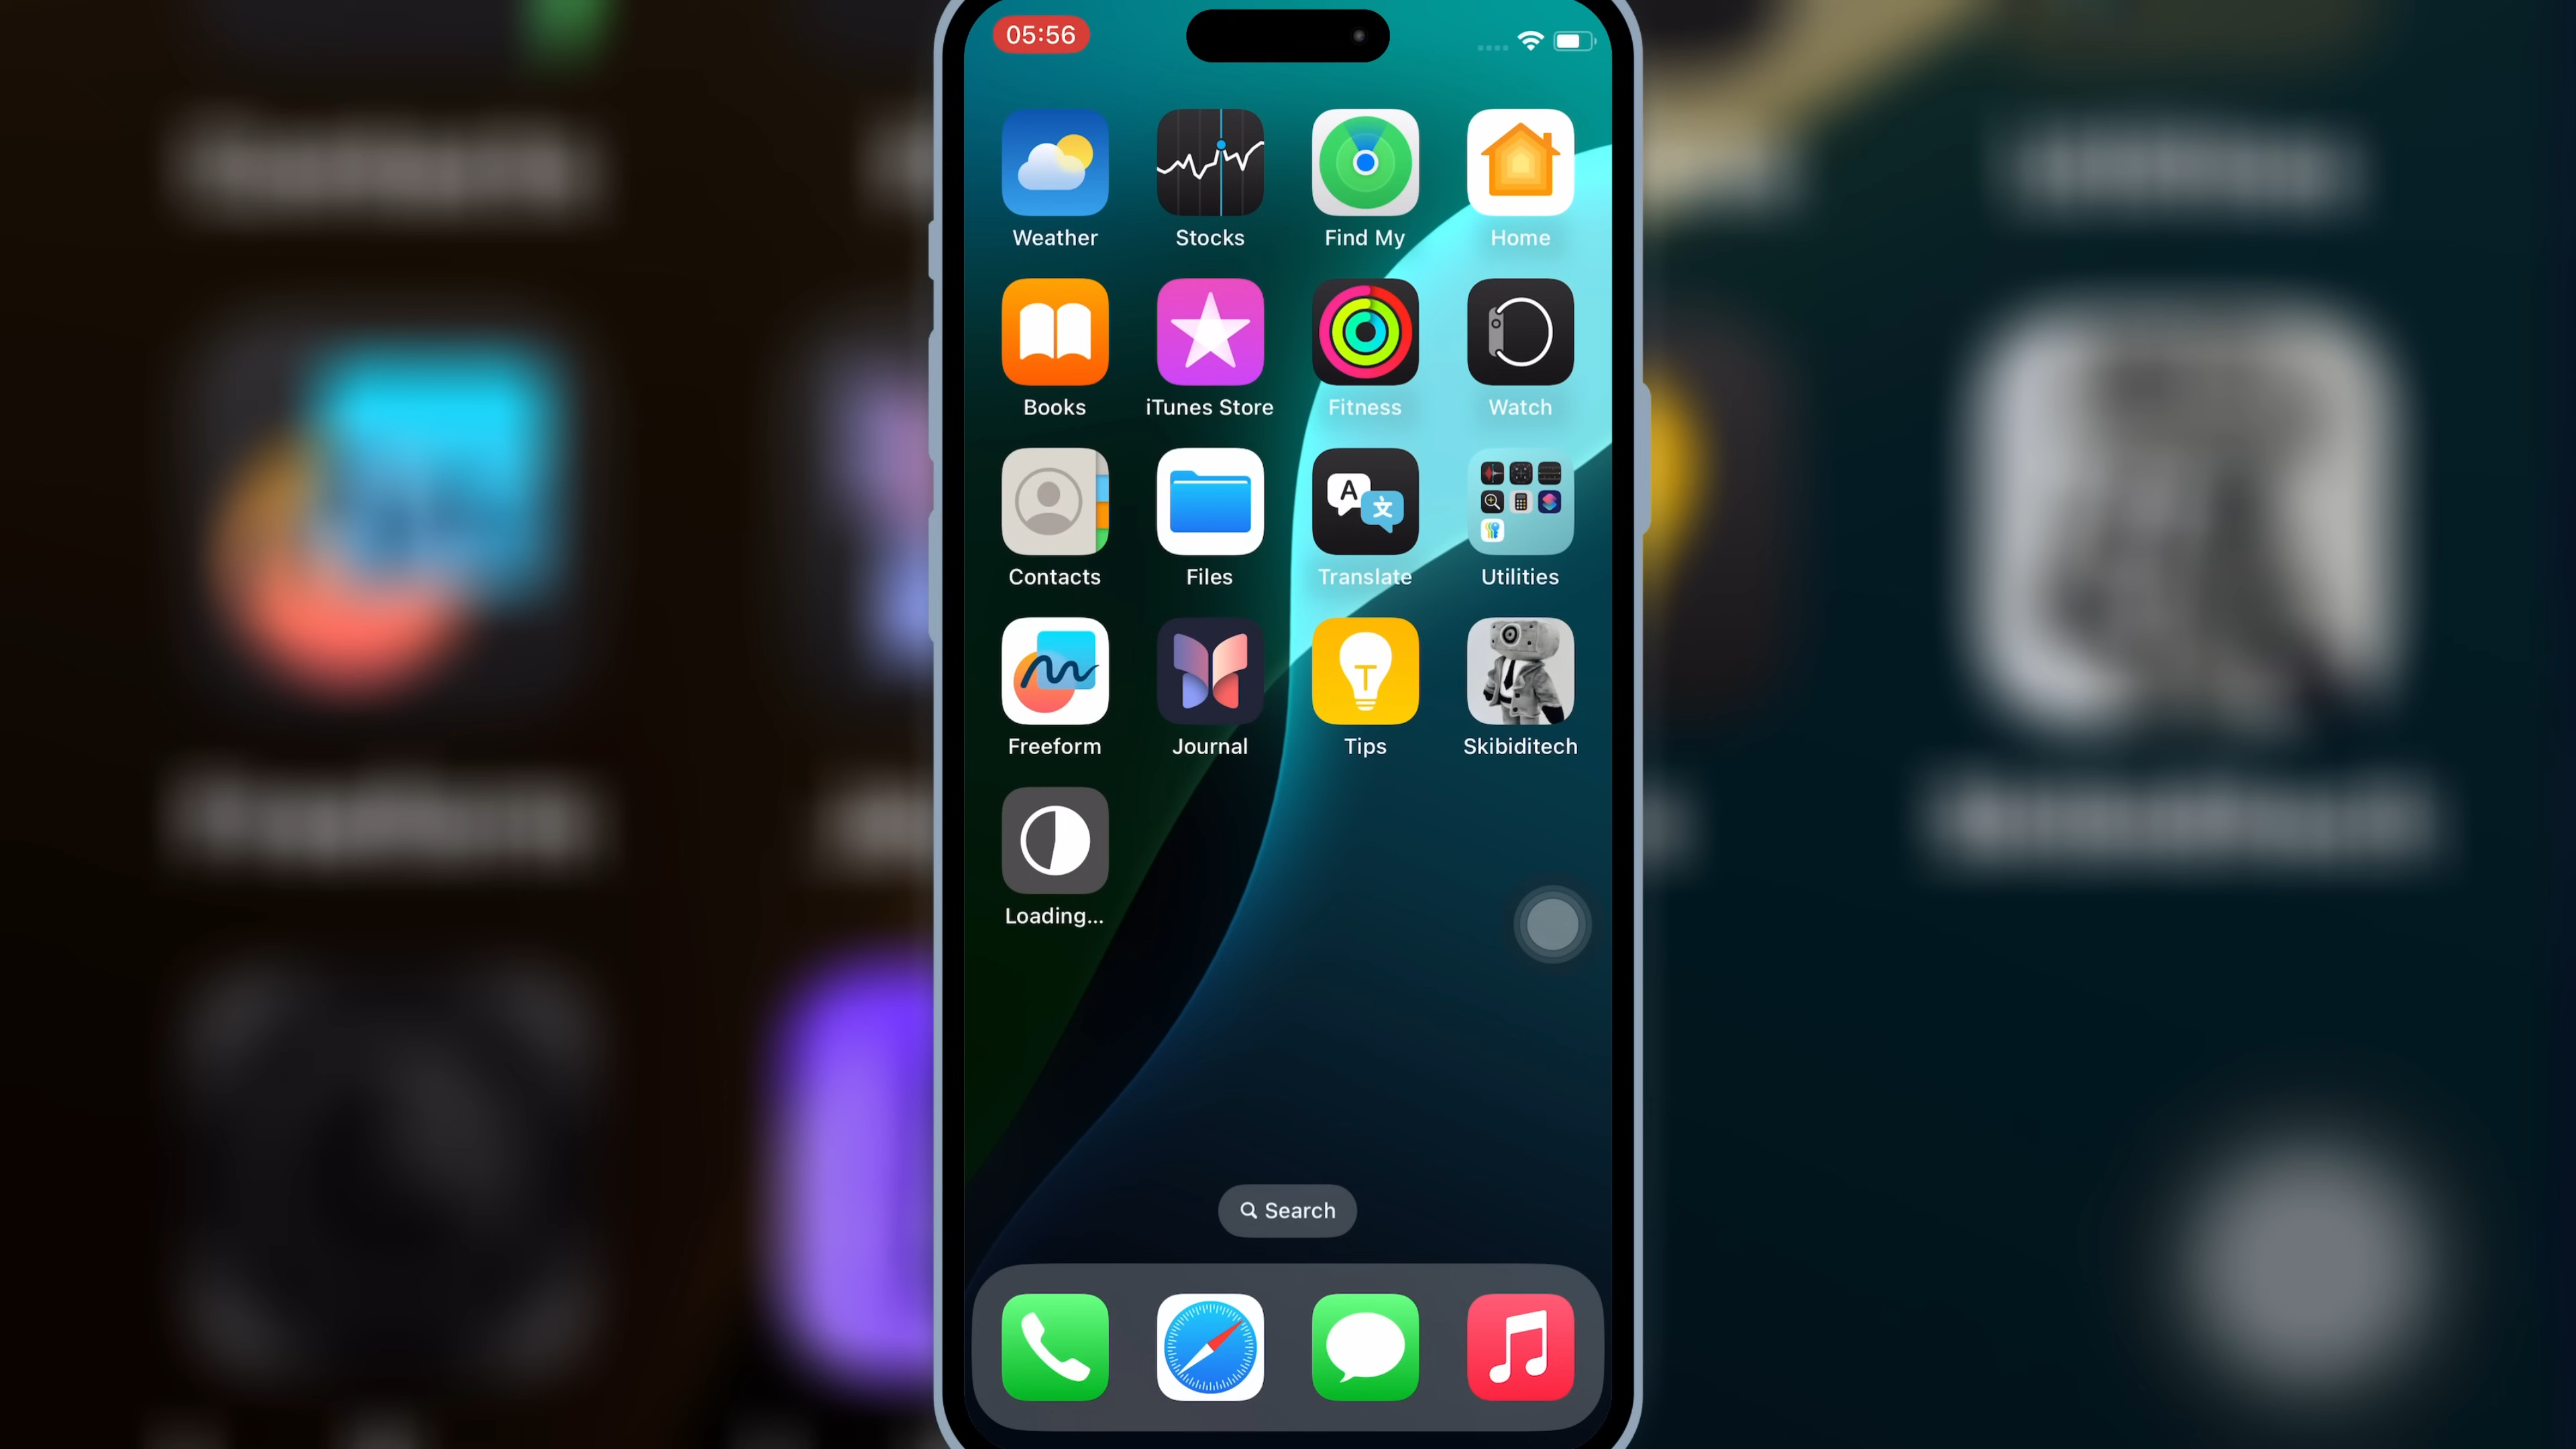 05:56
Weather Stocks Find My Home
Books iTunes Store Fitness Watch
A 文
Contacts Files Translate Utilities
T
Freeform Journal Tips Skibiditech
Loading...
Search